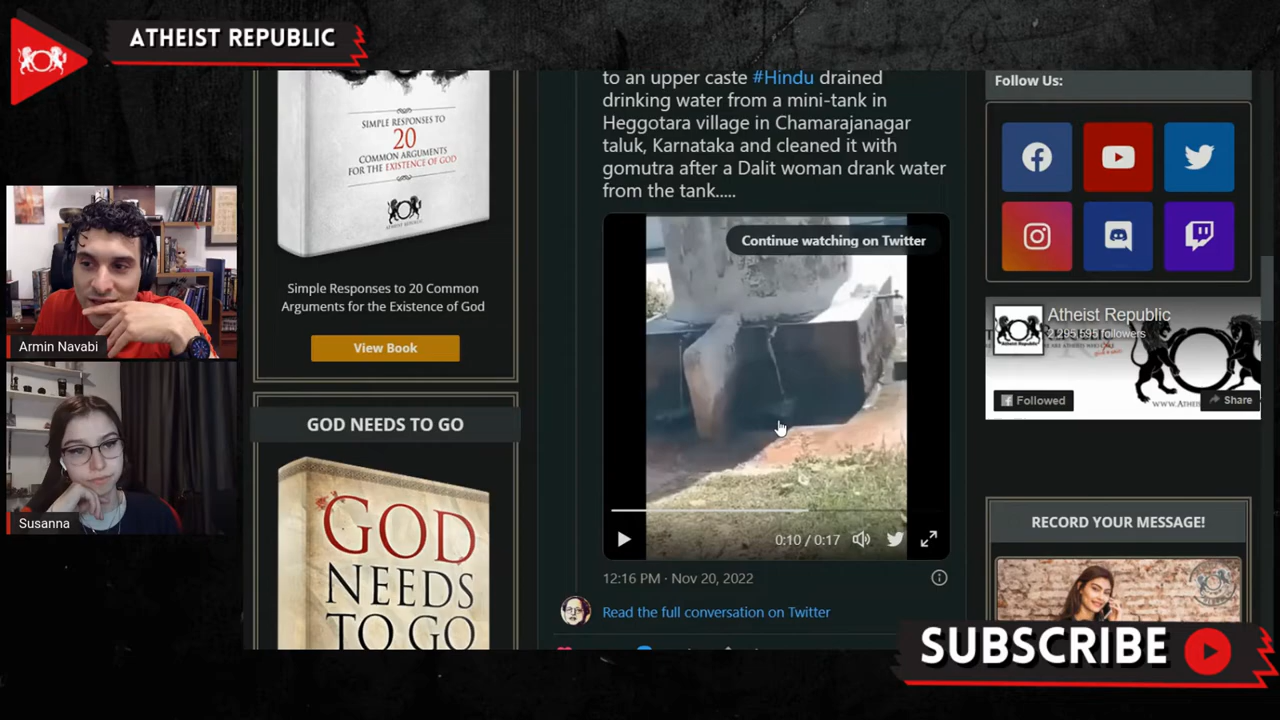 ATHEIST REPUBLIC
SIMPLE RESPONSES TO
20
COMMON ARGUMENTS
FOR THE EXISTENCE OF GOD
Simple Responses to 20 Common
Arguments for the Existence of God
View Book
GOD NEEDS TO GO
GOD
NEEDS
TO GO
Armin Navabi
Susanna
to an upper caste #Hindu drained
drinking water from a mini-tank in
Heggotara village in Chamarajanagar
taluk, Karnataka and cleaned it with
gomutra after a Dalit woman drank water
from the tank.....
Continue watching on Twitter
0:10 / 0:17
12:16 PM · Nov 20, 2022
Read the full conversation on Twitter
Follow Us:
Atheist Republic
2,295,595 followers
Followed
Share
RECORD YOUR MESSAGE!
SUBSCRIBE